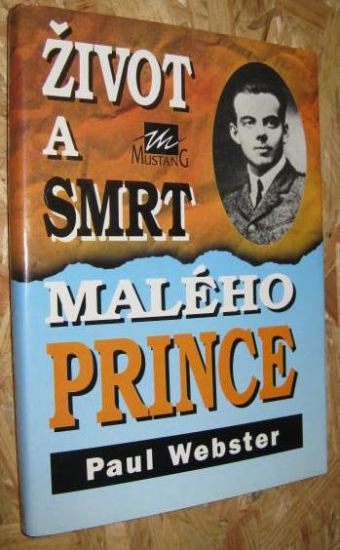 ŽIVOT
A
SMRT
MUSTANG
MALÉHO
PRINCE
Paul Webster